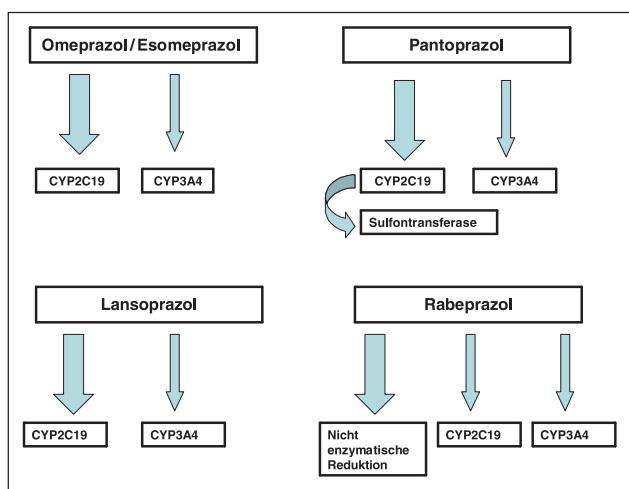 Omeprazol/Esomeprazol
CYP2C19
CYP3A4
Pantoprazol
CYP2C19
CYP3A4
Sulfontransferase
Lansoprazol
CYP2C19
CYP3A4
Rabeprazol
Nicht
enzymatische
Reduktion
CYP2C19
CYP3A4